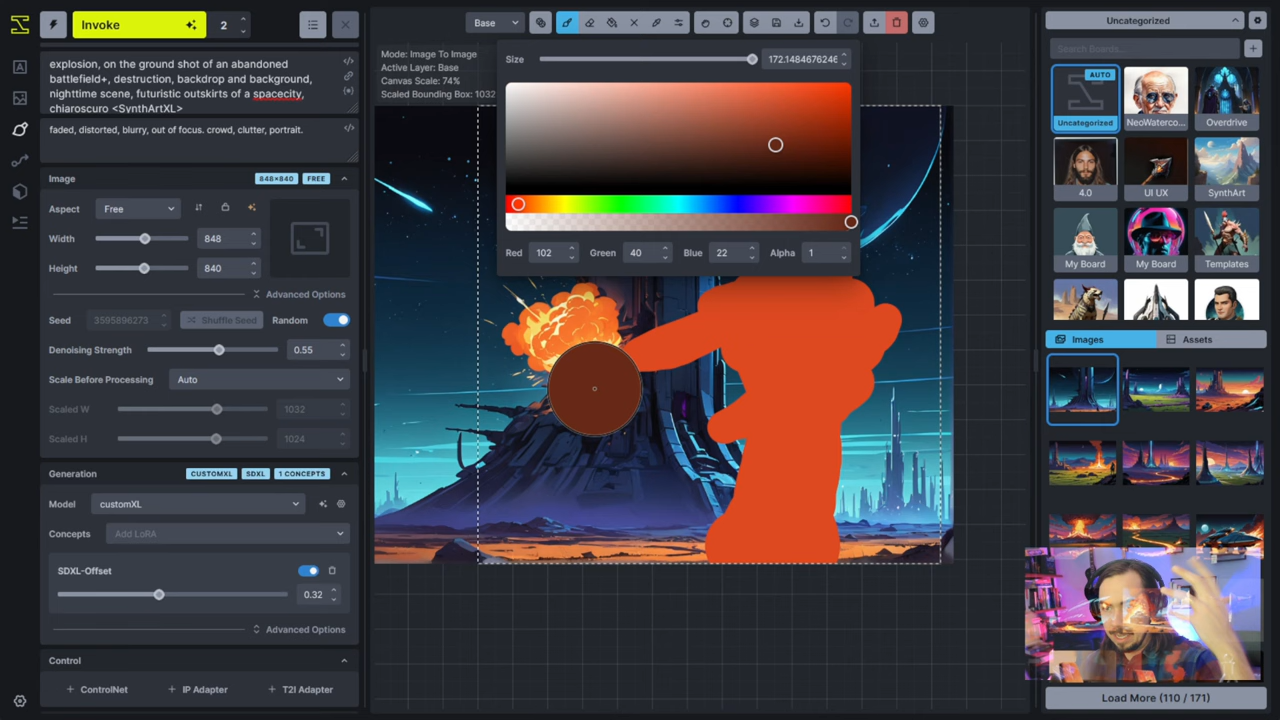 Invoke
2
explosion, on the ground shot of an abandoned
battlefield+, destruction, backdrop and background,
nighttime scene, futuristic outskirts of a spacecity,
chiaroscuro <SynthArtXL>
faded, distorted, blurry, out of focus. crowd, clutter, portrait.
Image
848×840
FREE
Aspect
Free
Width
848
Height
840
Advanced Options
Seed
3595896273
Shuffle Seed
Random
Denoising Strength
0.55
Scale Before Processing
Auto
Scaled W
1032
Scaled H
1024
Generation
CUSTOMXL
SDXL
1 CONCEPTS
Model
customXL
Concepts
Add LoRA
SDXL-Offset
0.32
Advanced Options
Control
+ ControlNet
+ IP Adapter
+ T2I Adapter
Base
Mode: Image To Image
Active Layer: Base
Canvas Scale: 74%
Scaled Bounding Box: 1032
Size
172.1484676246
Red
102
Green
40
Blue
22
Alpha
1
Uncategorized
Search Boards...
AUTO
Uncategorized
NeoWaterco...
Overdrive
4.0
UI UX
SynthArt
My Board
My Board
Templates
Images
Assets
Load More (110 / 171)